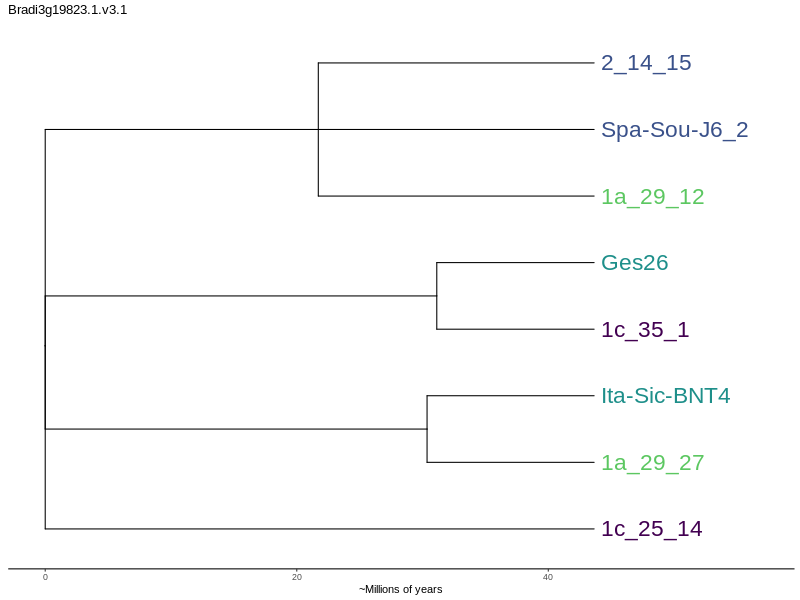 Bradi3g19823.1.v3.1
2_14_15
Spa-Sou-J6_2
1a_29_12
Ges26
1c_35_1
Ita-Sic-BNT4
1a_29_27
1c_25_14
0 20 40
~Millions of years